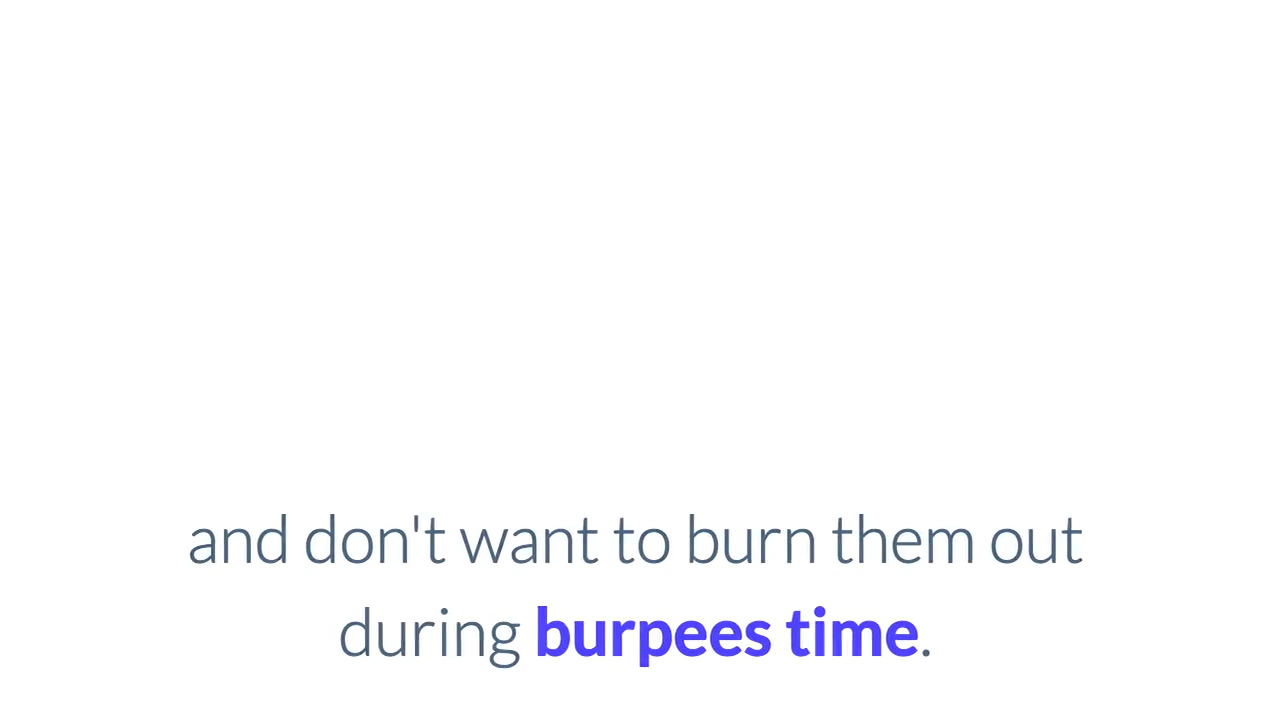 and don't want to burn them out
during burpees time.